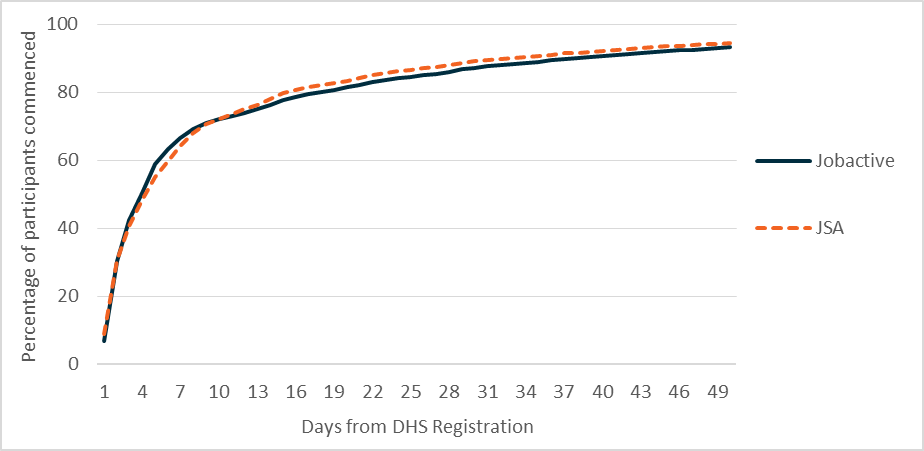 Percentage of participants commenced
100
80
60
40
20
0
1 4 7 10 13 16 19 22 25 28 31 34 37 40 43 46 49
Days from DHS Registration
Jobactive
JSA